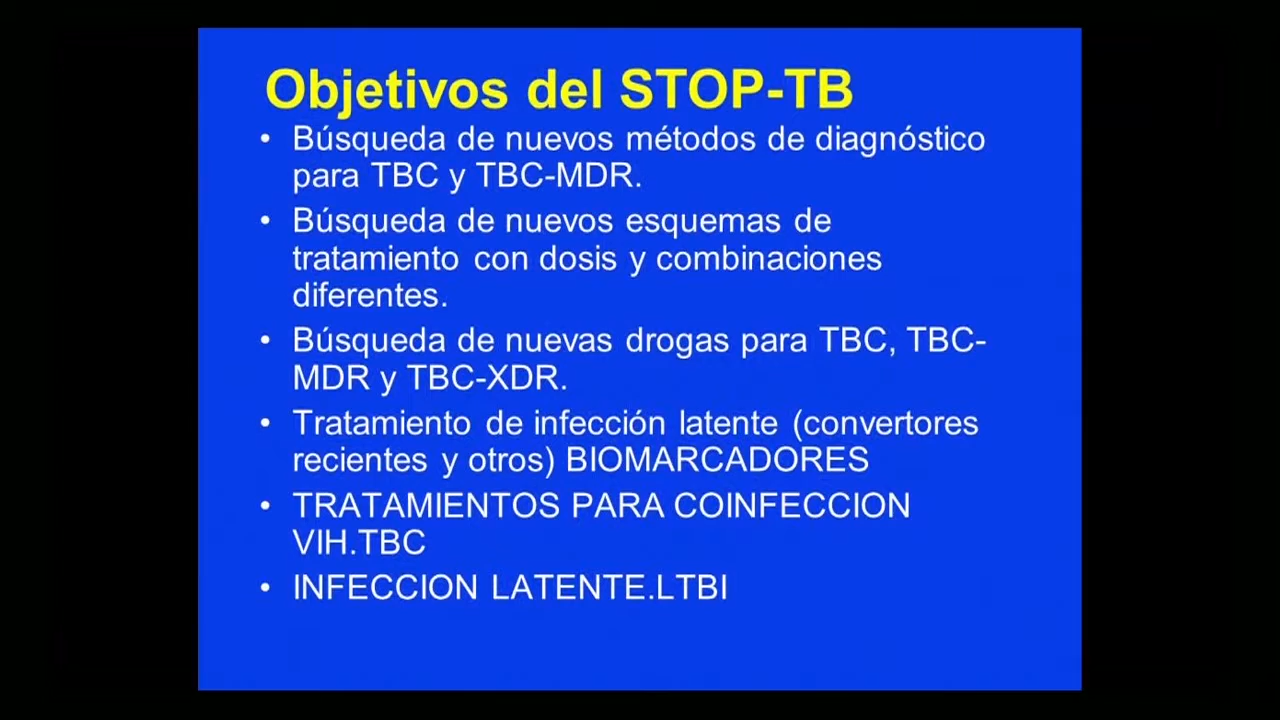 Objetivos del STOP-TB
• Búsqueda de nuevos métodos de diagnóstico
para TBC y TBC-MDR.
• Búsqueda de nuevos esquemas de
tratamiento con dosis y combinaciones
diferentes.
• Búsqueda de nuevas drogas para TBC, TBC-
MDR y TBC-XDR.
• Tratamiento de infección latente (convertores
recientes y otros) BIOMARCADORES
• TRATAMIENTOS PARA COINFECCION
VIH.TBC
• INFECCION LATENTE.LTBI